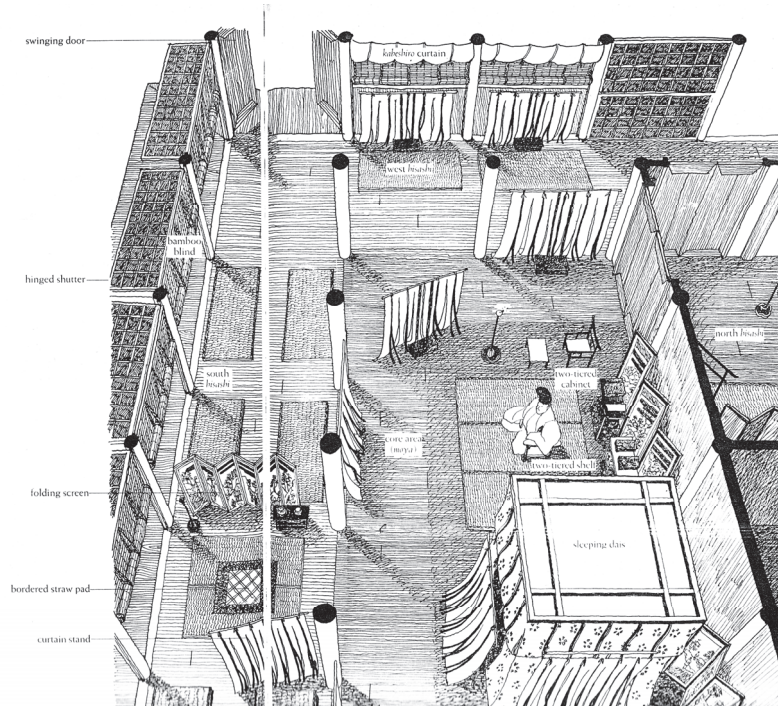 swinging door
kabeshiro curtain
west hisashi
bamboo
blind
hinged shutter
north hisashi
south
hisashi
two-tiered
cabinet
core area
(moya)
two-tiered shelf
folding screen
sleeping dais
bordered straw pad
curtain stand